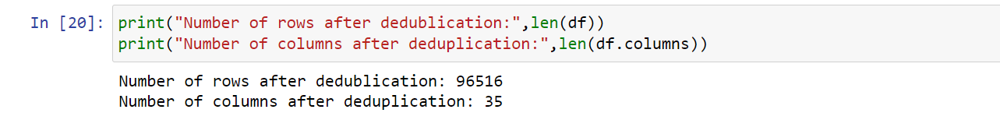 In [20]: print("Number of rows after dedublication:",len(df))
print("Number of columns after deduplication:",len(df.columns))
Number of rows after dedublication: 96516
Number of columns after deduplication: 35